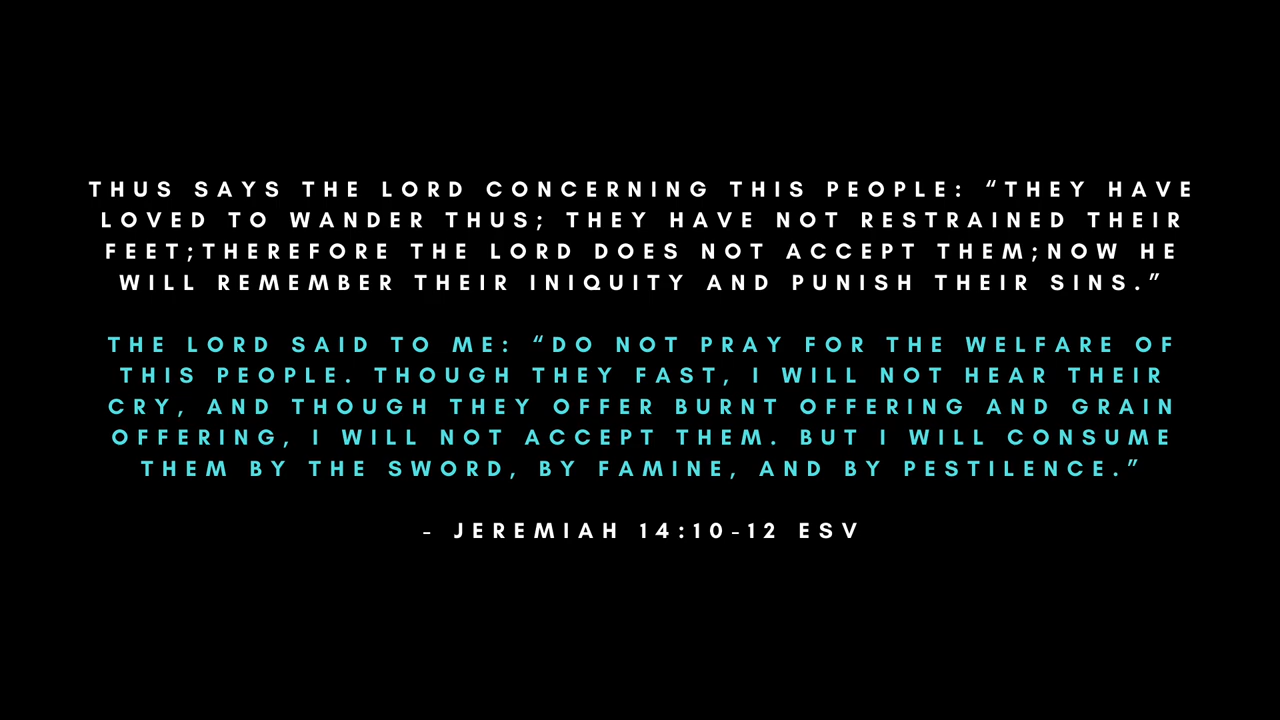 THUS SAYS THE LORD CONCERNING THIS PEOPLE: “THEY HAVE
LOVED TO WANDER THUS; THEY HAVE NOT RESTRAINED THEIR
FEET;THEREFORE THE LORD DOES NOT ACCEPT THEM;NOW HE
WILL REMEMBER THEIR INIQUITY AND PUNISH THEIR SINS.”
THE LORD SAID TO ME: “DO NOT PRAY FOR THE WELFARE OF
THIS PEOPLE. THOUGH THEY FAST, I WILL NOT HEAR THEIR
CRY, AND THOUGH THEY OFFER BURNT OFFERING AND GRAIN
OFFERING, I WILL NOT ACCEPT THEM. BUT I WILL CONSUME
THEM BY THE SWORD, BY FAMINE, AND BY PESTILENCE.”
- JEREMIAH 14:10-12 ESV